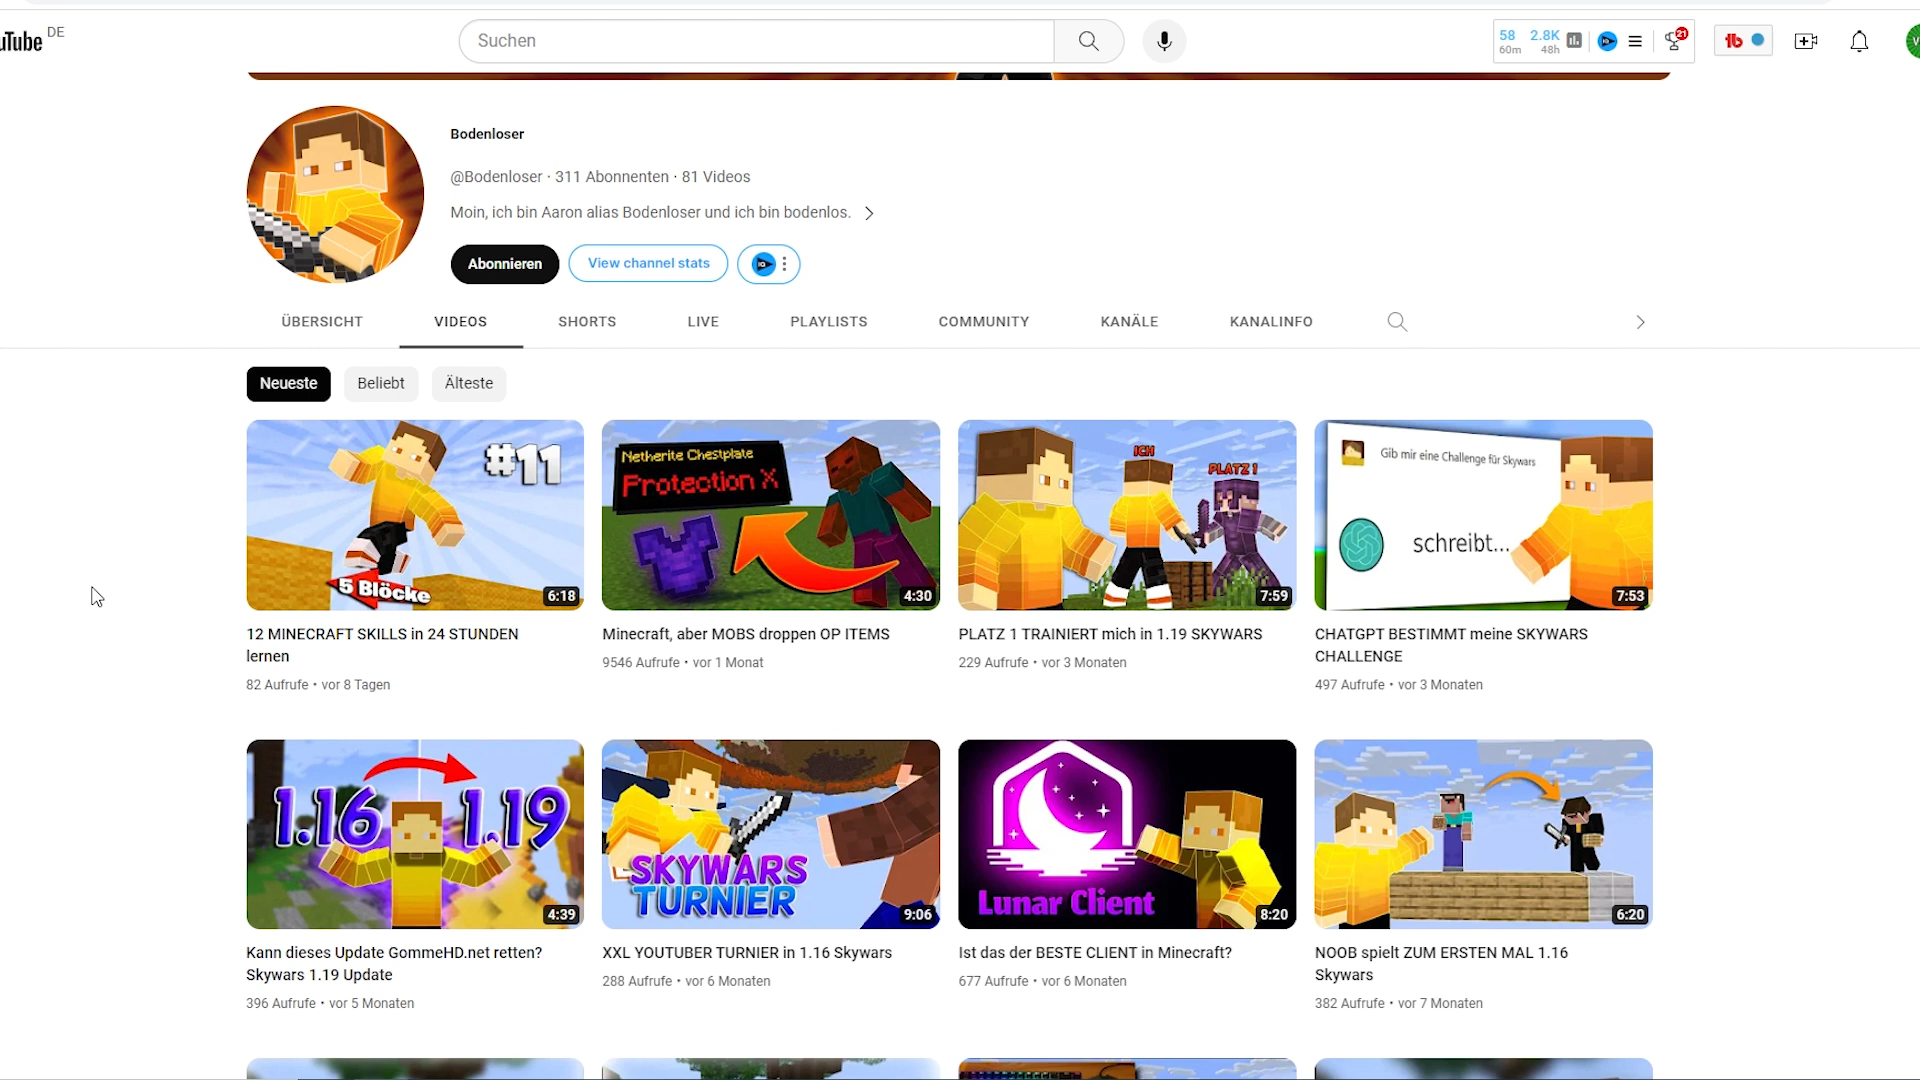 uTube DE
Suchen
58 2.8K
60m 48h
21
Bodenloser
@Bodenloser · 311 Abonnenten · 81 Videos
Moin, ich bin Aaron alias Bodenloser und ich bin bodenlos.
Abonnieren
View channel stats
ÜBERSICHT VIDEOS SHORTS LIVE PLAYLISTS COMMUNITY KANÄLE KANALINFO
Neueste Beliebt Älteste
#11
5 Blöcke
6:18
12 MINECRAFT SKILLS in 24 STUNDEN
lernen
82 Aufrufe • vor 8 Tagen
Netherite Chestplate
Protection X
4:30
Minecraft, aber MOBS droppen OP ITEMS
9546 Aufrufe • vor 1 Monat
ICH
PLATZ 1
7:59
PLATZ 1 TRAINIERT mich in 1.19 SKYWARS
229 Aufrufe • vor 3 Monaten
Gib mir eine Challenge für Skywars
schreibt...
7:53
CHATGPT BESTIMMT meine SKYWARS
CHALLENGE
497 Aufrufe • vor 3 Monaten
1.16 1.19
4:39
Kann dieses Update GommeHD.net retten?
Skywars 1.19 Update
396 Aufrufe • vor 5 Monaten
SKYWARS
TURNIER
9:06
XXL YOUTUBER TURNIER in 1.16 Skywars
288 Aufrufe • vor 6 Monaten
Lunar Client
8:20
Ist das der BESTE CLIENT in Minecraft?
677 Aufrufe • vor 6 Monaten
6:20
NOOB spielt ZUM ERSTEN MAL 1.16
Skywars
382 Aufrufe • vor 7 Monaten